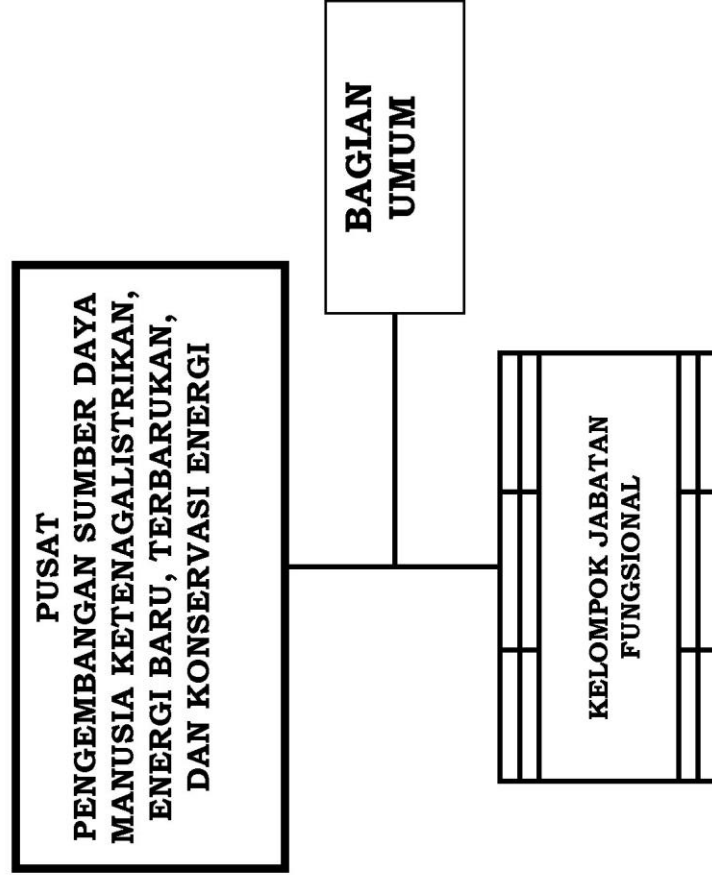 PUSAT
PENGEMBANGAN SUMBER DAYA
MANUSIA KETENAGALISTRIKAN,
ENERGI BARU, TERBARUKAN,
DAN KONSERVASI ENERGI
BAGIAN
UMUM
KELOMPOK JABATAN
FUNGSIONAL